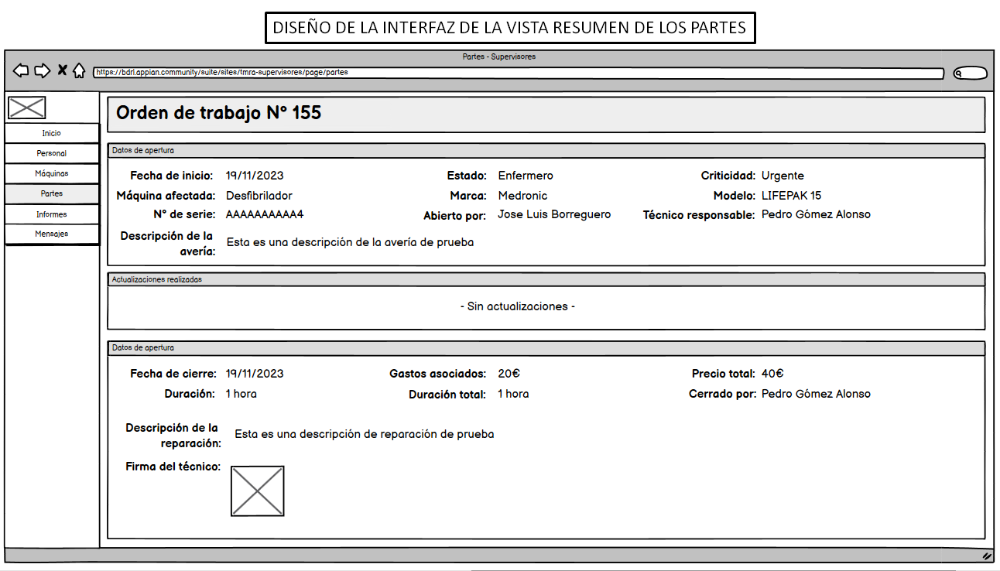 DISEÑO DE LA INTERFAZ DE LA VISTA RESUMEN DE LOS PARTES
Partes - Supervisores
https://bdrl.appian.community/suite/sites/tmra-supervisores/page/partes
Inicio
Personal
Máquinas
Partes
Informes
Mensajes
Orden de trabajo Nº 155
Datos de apertura
Fecha de inicio: 19/11/2023 Estado: Enfermero Criticidad: Urgente
Máquina afectada: Desfibrilador Marca: Medronic Modelo: LIFEPAK 15
Nº de serie: AAAAAAAAAA4 Abierto por: Jose Luis Borreguero Técnico responsable: Pedro Gómez Alonso
Descripción de la
avería: Esta es una descripción de la avería de prueba
Actualizaciones realizadas
- Sin actualizaciones -
Datos de apertura
Fecha de cierre: 19/11/2023 Gastos asociados: 20€ Precio total: 40€
Duración: 1 hora Duración total: 1 hora Cerrado por: Pedro Gómez Alonso
Descripción de la
reparación: Esta es una descripción de reparación de prueba
Firma del técnico: